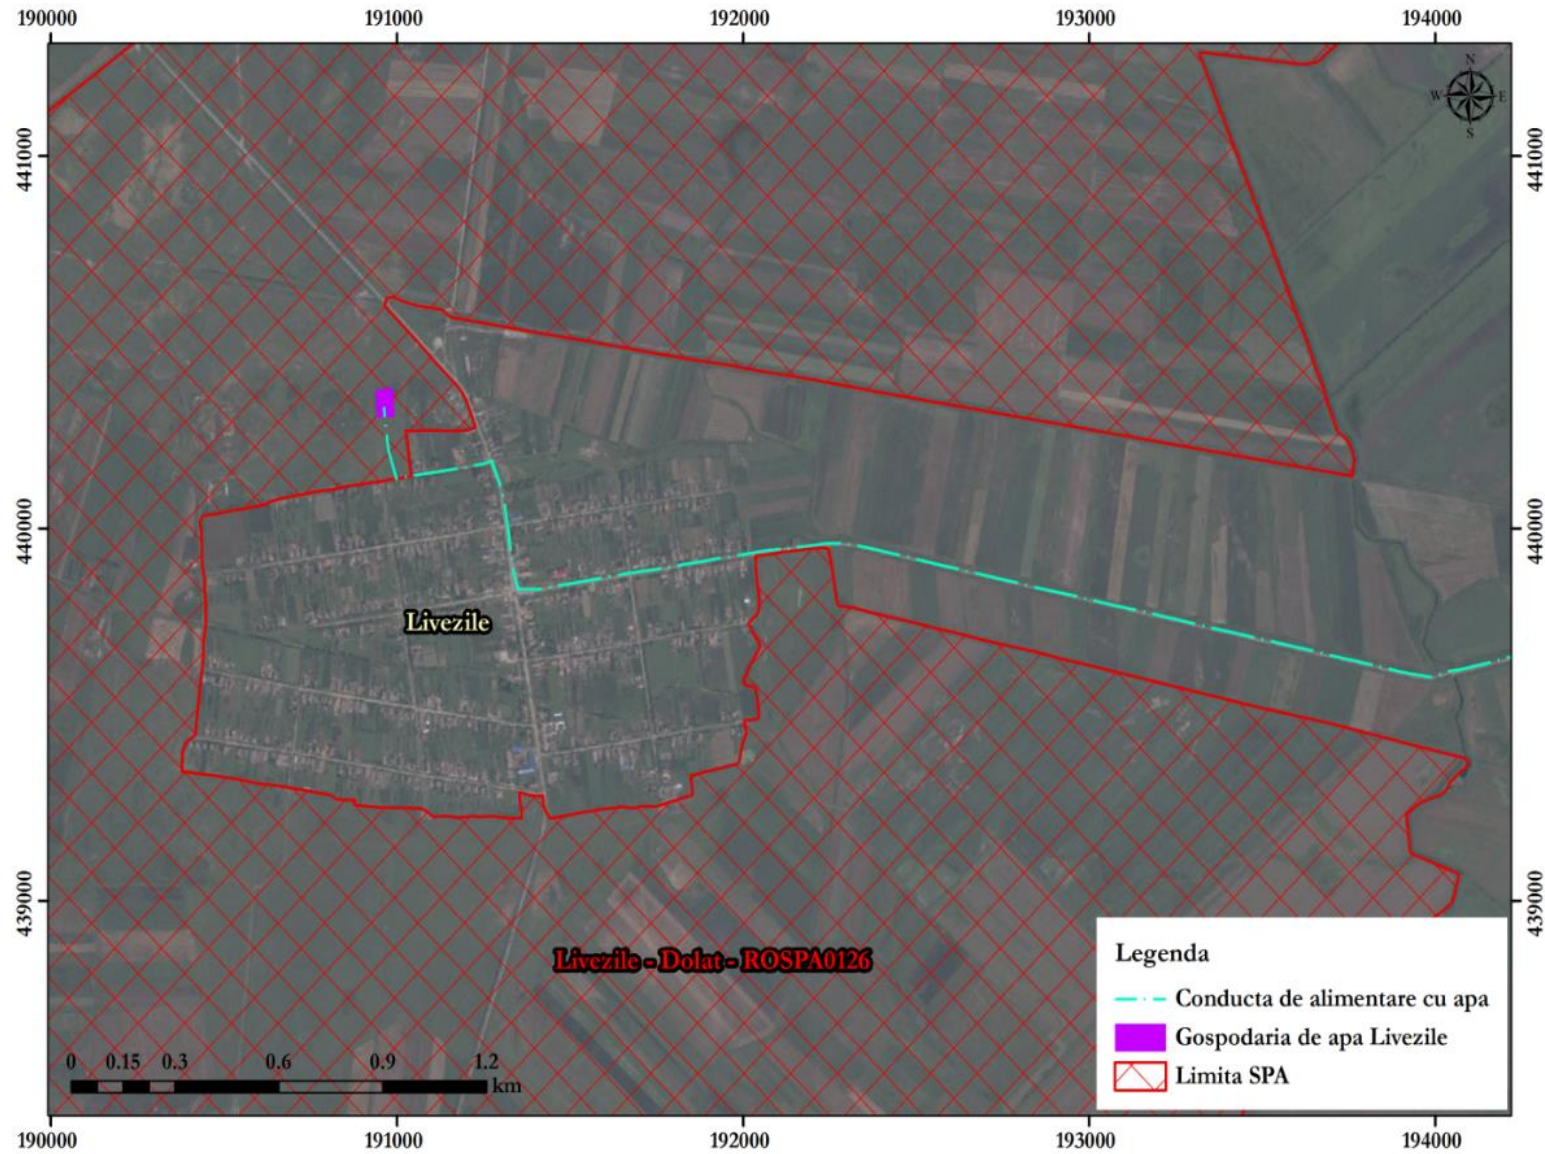 190000 191000 192000 193000 194000
N
W E
S
441000 441000
440000 440000
Livezile
439000 439000
Livezile - Dolat - ROSPA0126
Legenda
Conducta de alimentare cu apa
Gospodaria de apa Livezile
Limita SPA
0 0.15 0.3 0.6 0.9 1.2
km
190000 191000 192000 193000 194000